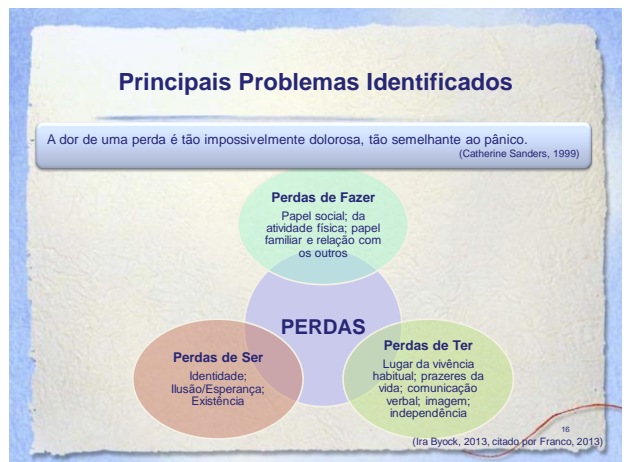 Principais Problemas Identificados
A dor de uma perda é tão impossivelmente dolorosa, tão semelhante ao pânico.
(Catherine Sanders, 1999)
Perdas de Fazer
Papel social; da
atividade física; papel
familiar e relação com
os outros
PERDAS
Perdas de Ser
Identidade;
Ilusão/Esperança;
Existência
Perdas de Ter
Lugar da vivência
habitual; prazeres da
vida; comunicação
verbal; imagem;
independência
16
(Ira Byock, 2013, citado por Franco, 2013)